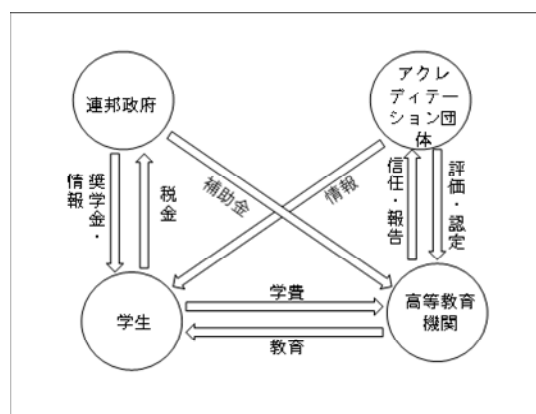 連邦政府
アクレ
ディテー
ション団
体
奨学金・
情報
税金
補助金
情報
信任・報告
評価・認定
学費
学生
高等教育
機関
教育